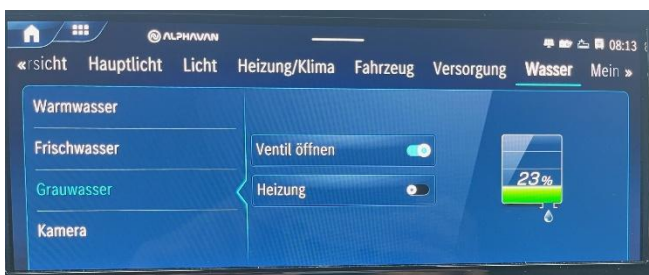 ALPHAVAN
08:13
«rsicht Hauptlicht Licht Heizung/Klima Fahrzeug Versorgung Wasser Mein »
Warmwasser
Frischwasser
Ventil öffnen
Grauwasser
Heizung
23%
Kamera